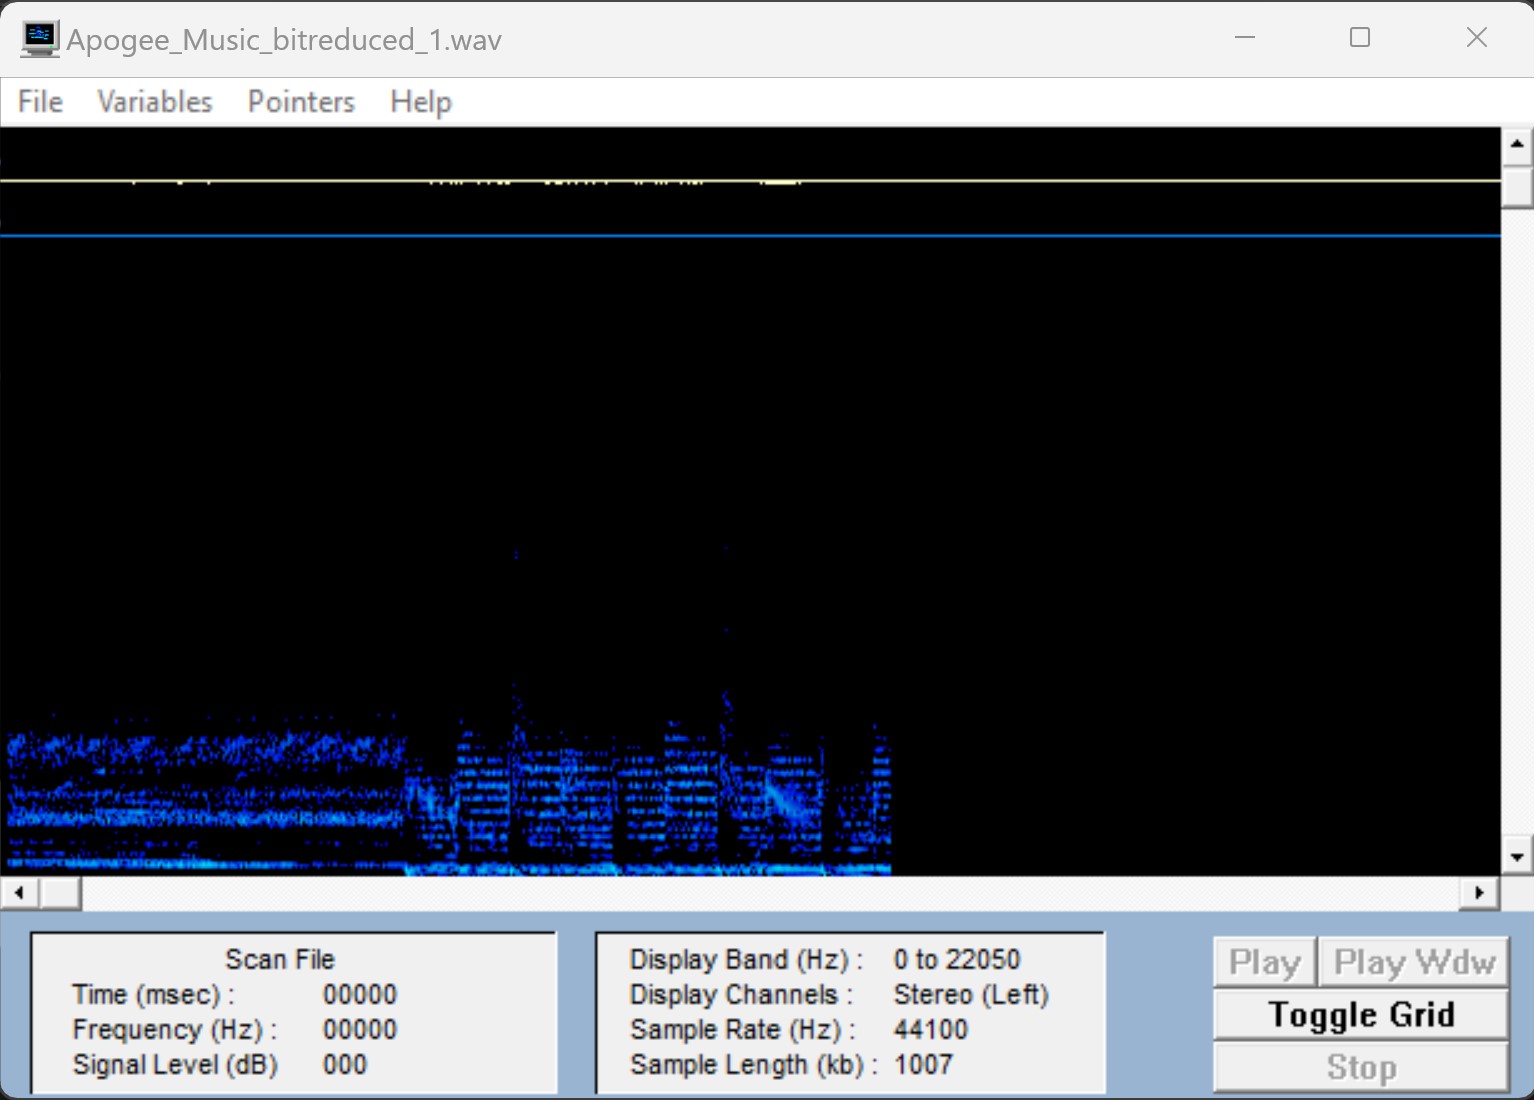 Apogee_Music_bitreduced_1.wav
File Variables Pointers Help
Scan File
Time (msec) : 00000
Frequency (Hz) : 00000
Signal Level (dB) 000
Display Band (Hz) : 0 to 22050
Display Channels : Stereo (Left)
Sample Rate (Hz) : 44100
Sample Length (kb) : 1007
Play Play Wdw
Toggle Grid
Stop